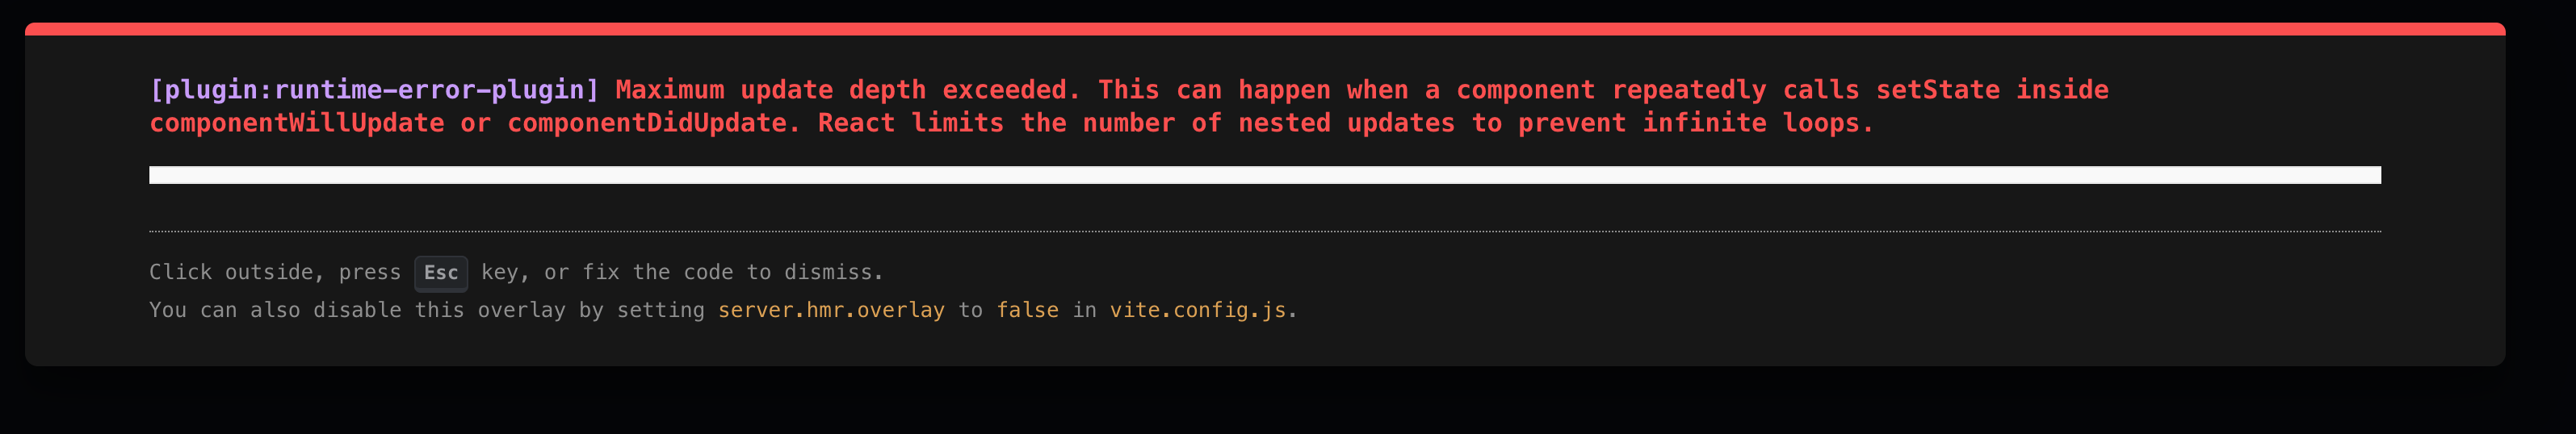 [plugin:runtime-error-plugin] Maximum update depth exceeded. This can happen when a component repeatedly calls setState inside
componentWillUpdate or componentDidUpdate. React limits the number of nested updates to prevent infinite loops.
Click outside, press Esc key, or fix the code to dismiss.
You can also disable this overlay by setting server.hmr.overlay to false in vite.config.js.